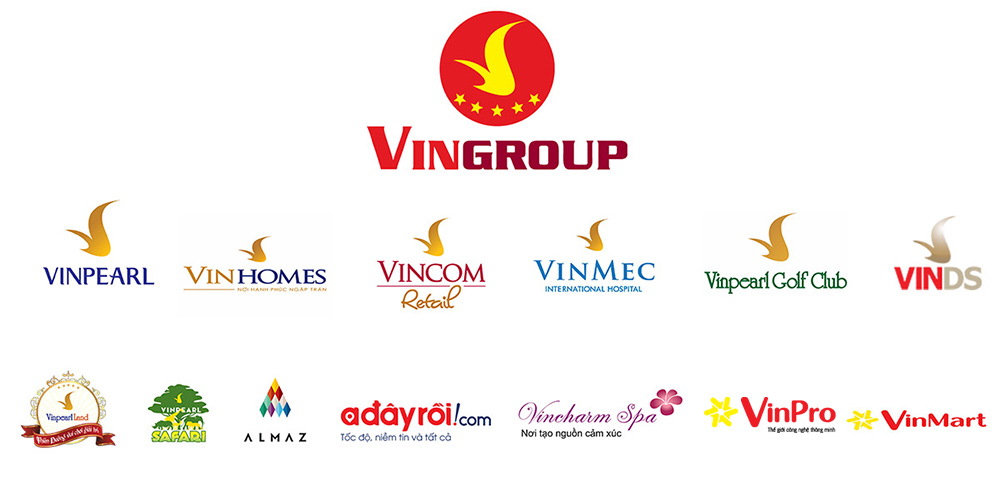 VINGROUP
VINPEARL
VINHOMES
NƠI HẠNH PHÚC NGẬP TRÀN
VINCOM
Retail
VINMEC
INTERNATIONAL HOSPITAL
Vinpearl Golf Club
VINDS
VinpearlLand
VINPEARL
SAFARI
ALMAZ
adâyrồi!com
Tốc độ, niềm tin và tất cả
Vincharm Spa
Nơi tạo nguồn cảm xúc
VinPro
Thế giới công nghệ thông minh
VinMart